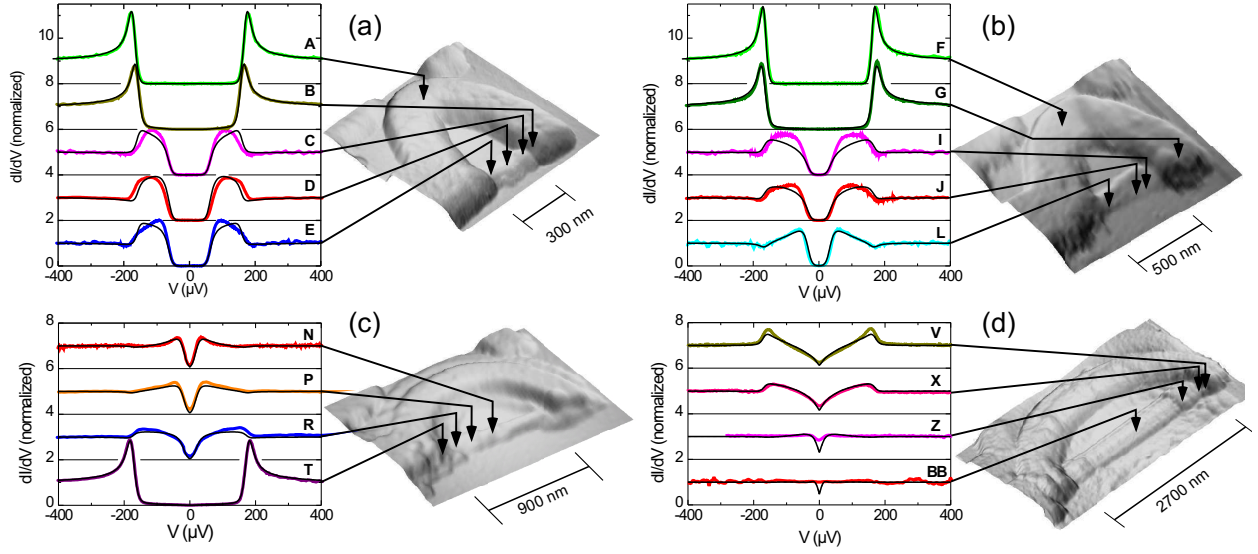 (a)
dI/dV (normalized)
10
8
6
4
2
0
A
B
C
D
E
-400 -200 0 200 400
V (µV)
300 nm
(b)
dI/dV (normalized)
10
8
6
4
2
0
F
G
I
J
L
-400 -200 0 200 400
V (µV)
500 nm
(c)
dI/dV (normalized)
8
6
4
2
0
N
P
R
T
-400 -200 0 200 400
V (µV)
900 nm
(d)
dI/dV (normalized)
8
6
4
2
0
V
X
Z
BB
-400 -200 0 200 400
V (µV)
2700 nm